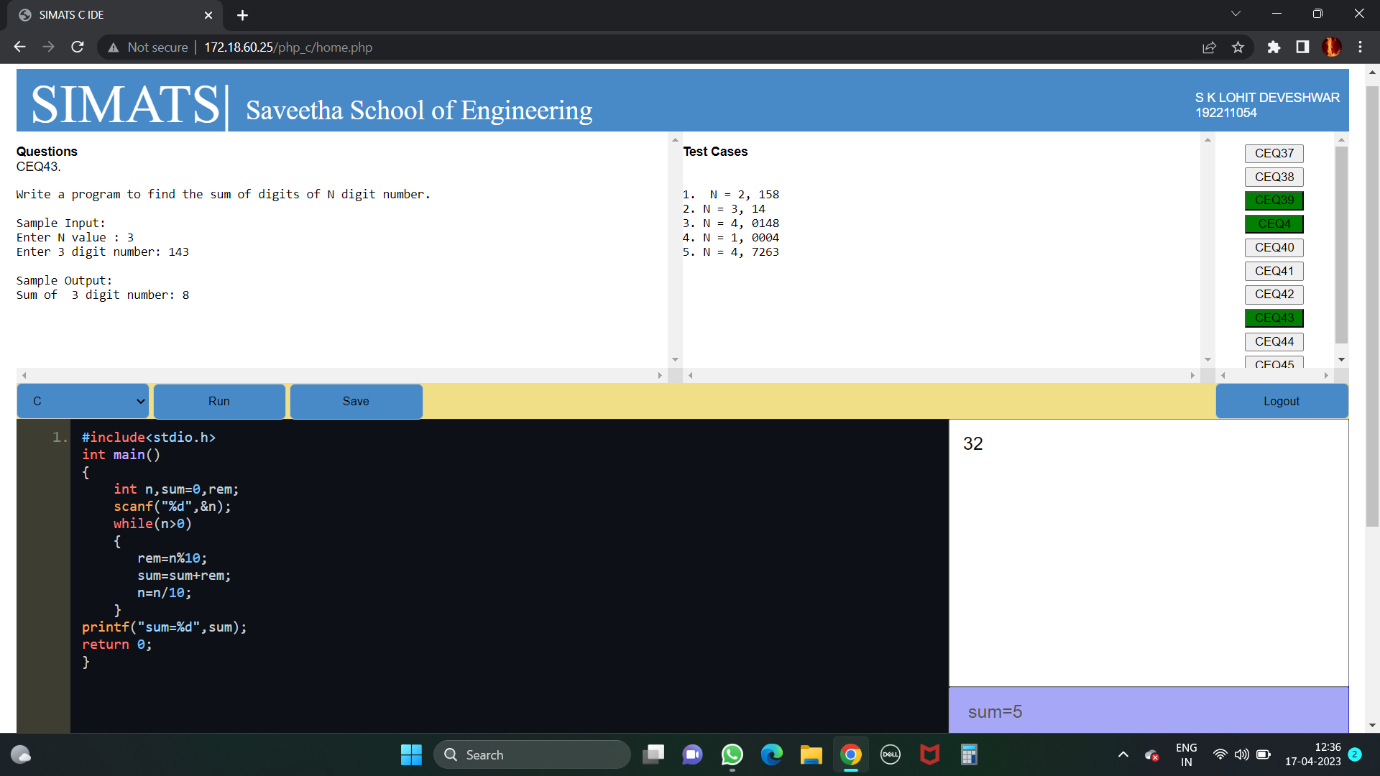 SIMATS C IDE
Not secure | 172.18.60.25/php_c/home.php
SIMATS| Saveetha School of Engineering
S K LOHIT DEVESHWAR
192211054
Questions
CEQ43.
Write a program to find the sum of digits of N digit number.
Sample Input:
Enter N value : 3
Enter 3 digit number: 143
Sample Output:
Sum of  3 digit number: 8
Test Cases
1.  N = 2, 158
2. N = 3, 14
3. N = 4, 0148
4. N = 1, 0004
5. N = 4, 7263
CEQ37
CEQ38
CEQ39
CEQ4
CEQ40
CEQ41
CEQ42
CEQ43
CEQ44
CEQ45
C
Run
Save
Logout
1.
#include<stdio.h>
int main()
{
    int n,sum=0,rem;
    scanf("%d",&n);
    while(n>0)
    {
       rem=n%10;
       sum=sum+rem;
       n=n/10;
    }
printf("sum=%d",sum);
return 0;
}
32
sum=5
Search
DELL
ENG
IN
12:36
17-04-2023
2